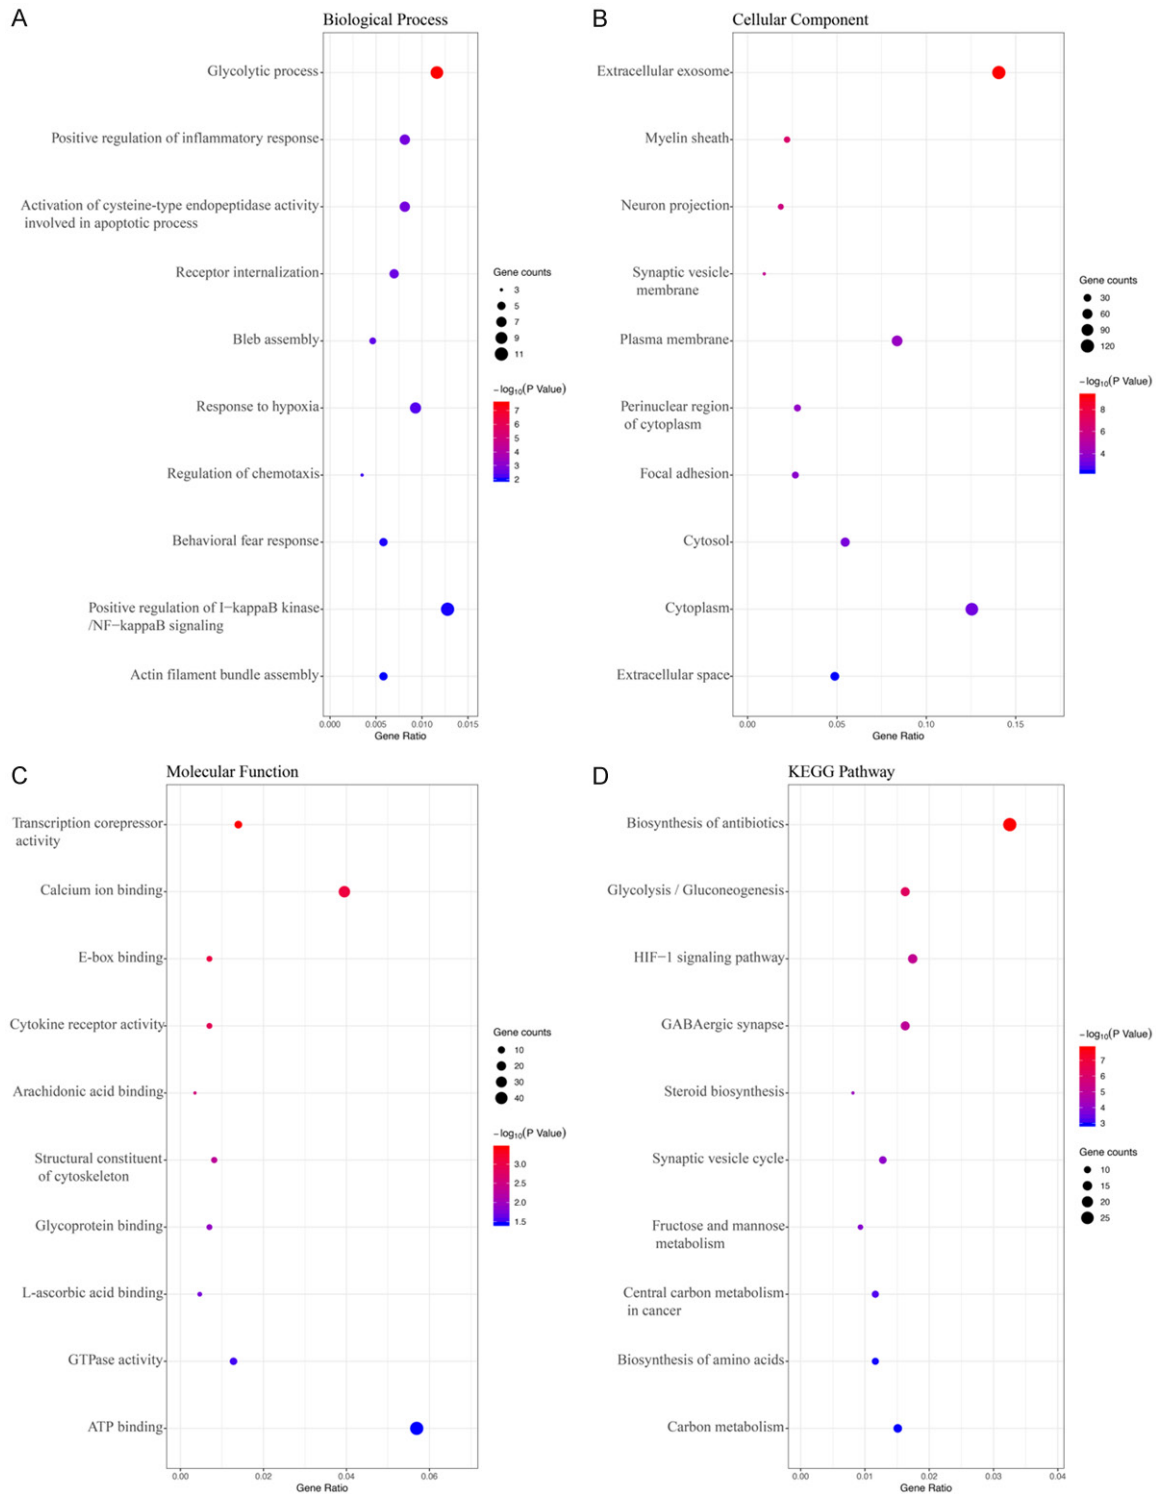 A
Biological Process
Glycolytic process
Positive regulation of inflammatory response
Activation of cysteine-type endopeptidase activity
involved in apoptotic process
Receptor internalization
Bleb assembly
Response to hypoxia
Regulation of chemotaxis
Behavioral fear response
Positive regulation of I−kappaB kinase
/NF−kappaB signaling
Actin filament bundle assembly
0.000 0.005 0.010 0.015
Gene Ratio
Gene counts
3
5
7
9
11
−log10(P Value)
7
6
5
4
3
2
B
Cellular Component
Extracellular exosome
Myelin sheath
Neuron projection
Synaptic vesicle
membrane
Plasma membrane
Perinuclear region
of cytoplasm
Focal adhesion
Cytosol
Cytoplasm
Extracellular space
0.00 0.05 0.10 0.15
Gene Ratio
Gene counts
30
60
90
120
−log10(P Value)
8
6
4
C
Molecular Function
Transcription corepressor
activity
Calcium ion binding
E-box binding
Cytokine receptor activity
Arachidonic acid binding
Structural constituent
of cytoskeleton
Glycoprotein binding
L-ascorbic acid binding
GTPase activity
ATP binding
0.00 0.02 0.04 0.06
Gene Ratio
Gene counts
10
20
30
40
−log10(P Value)
3.0
2.5
2.0
1.5
D
KEGG Pathway
Biosynthesis of antibiotics
Glycolysis / Gluconeogenesis
HIF−1 signaling pathway
GABAergic synapse
Steroid biosynthesis
Synaptic vesicle cycle
Fructose and mannose
metabolism
Central carbon metabolism
in cancer
Biosynthesis of amino acids
Carbon metabolism
0.00 0.01 0.02 0.03 0.04
Gene Ratio
−log10(P Value)
7
6
5
4
3
Gene counts
10
15
20
25